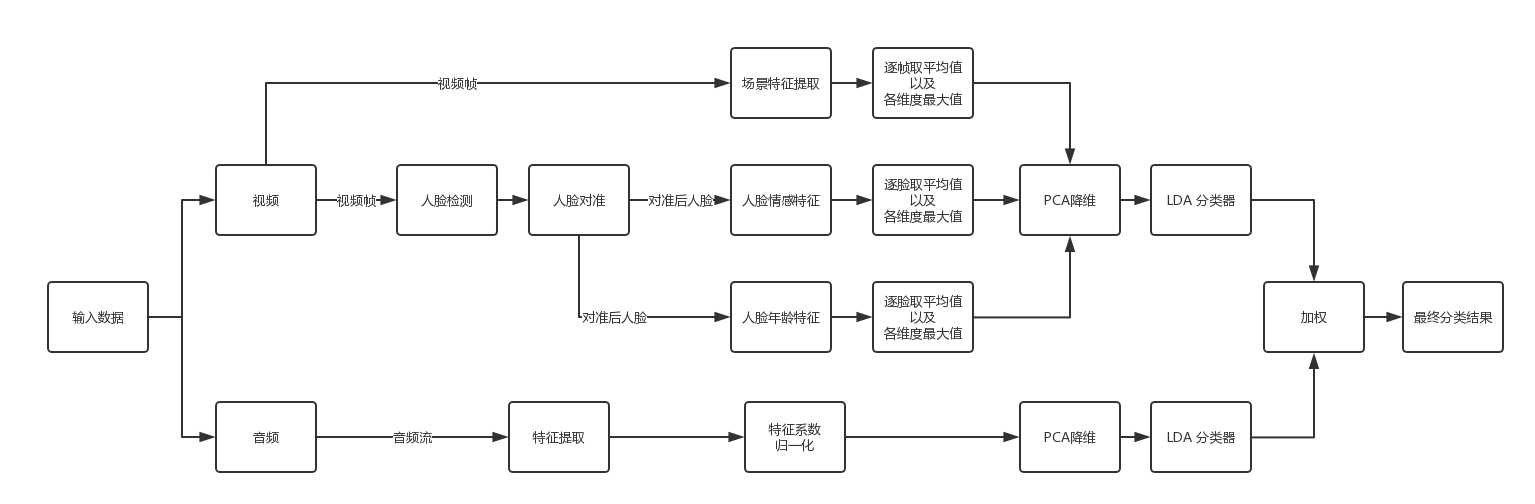 视频帧
场景特征提取
逐帧取平均值
以及
各维度最大值
视频
视频帧
人脸检测
人脸对准
对准后人脸
人脸情感特征
逐脸取平均值
以及
各维度最大值
PCA降维
LDA 分类器
输入数据
对准后人脸
人脸年龄特征
逐脸取平均值
以及
各维度最大值
加权
最终分类结果
音频
音频流
特征提取
特征系数
归一化
PCA降维
LDA 分类器